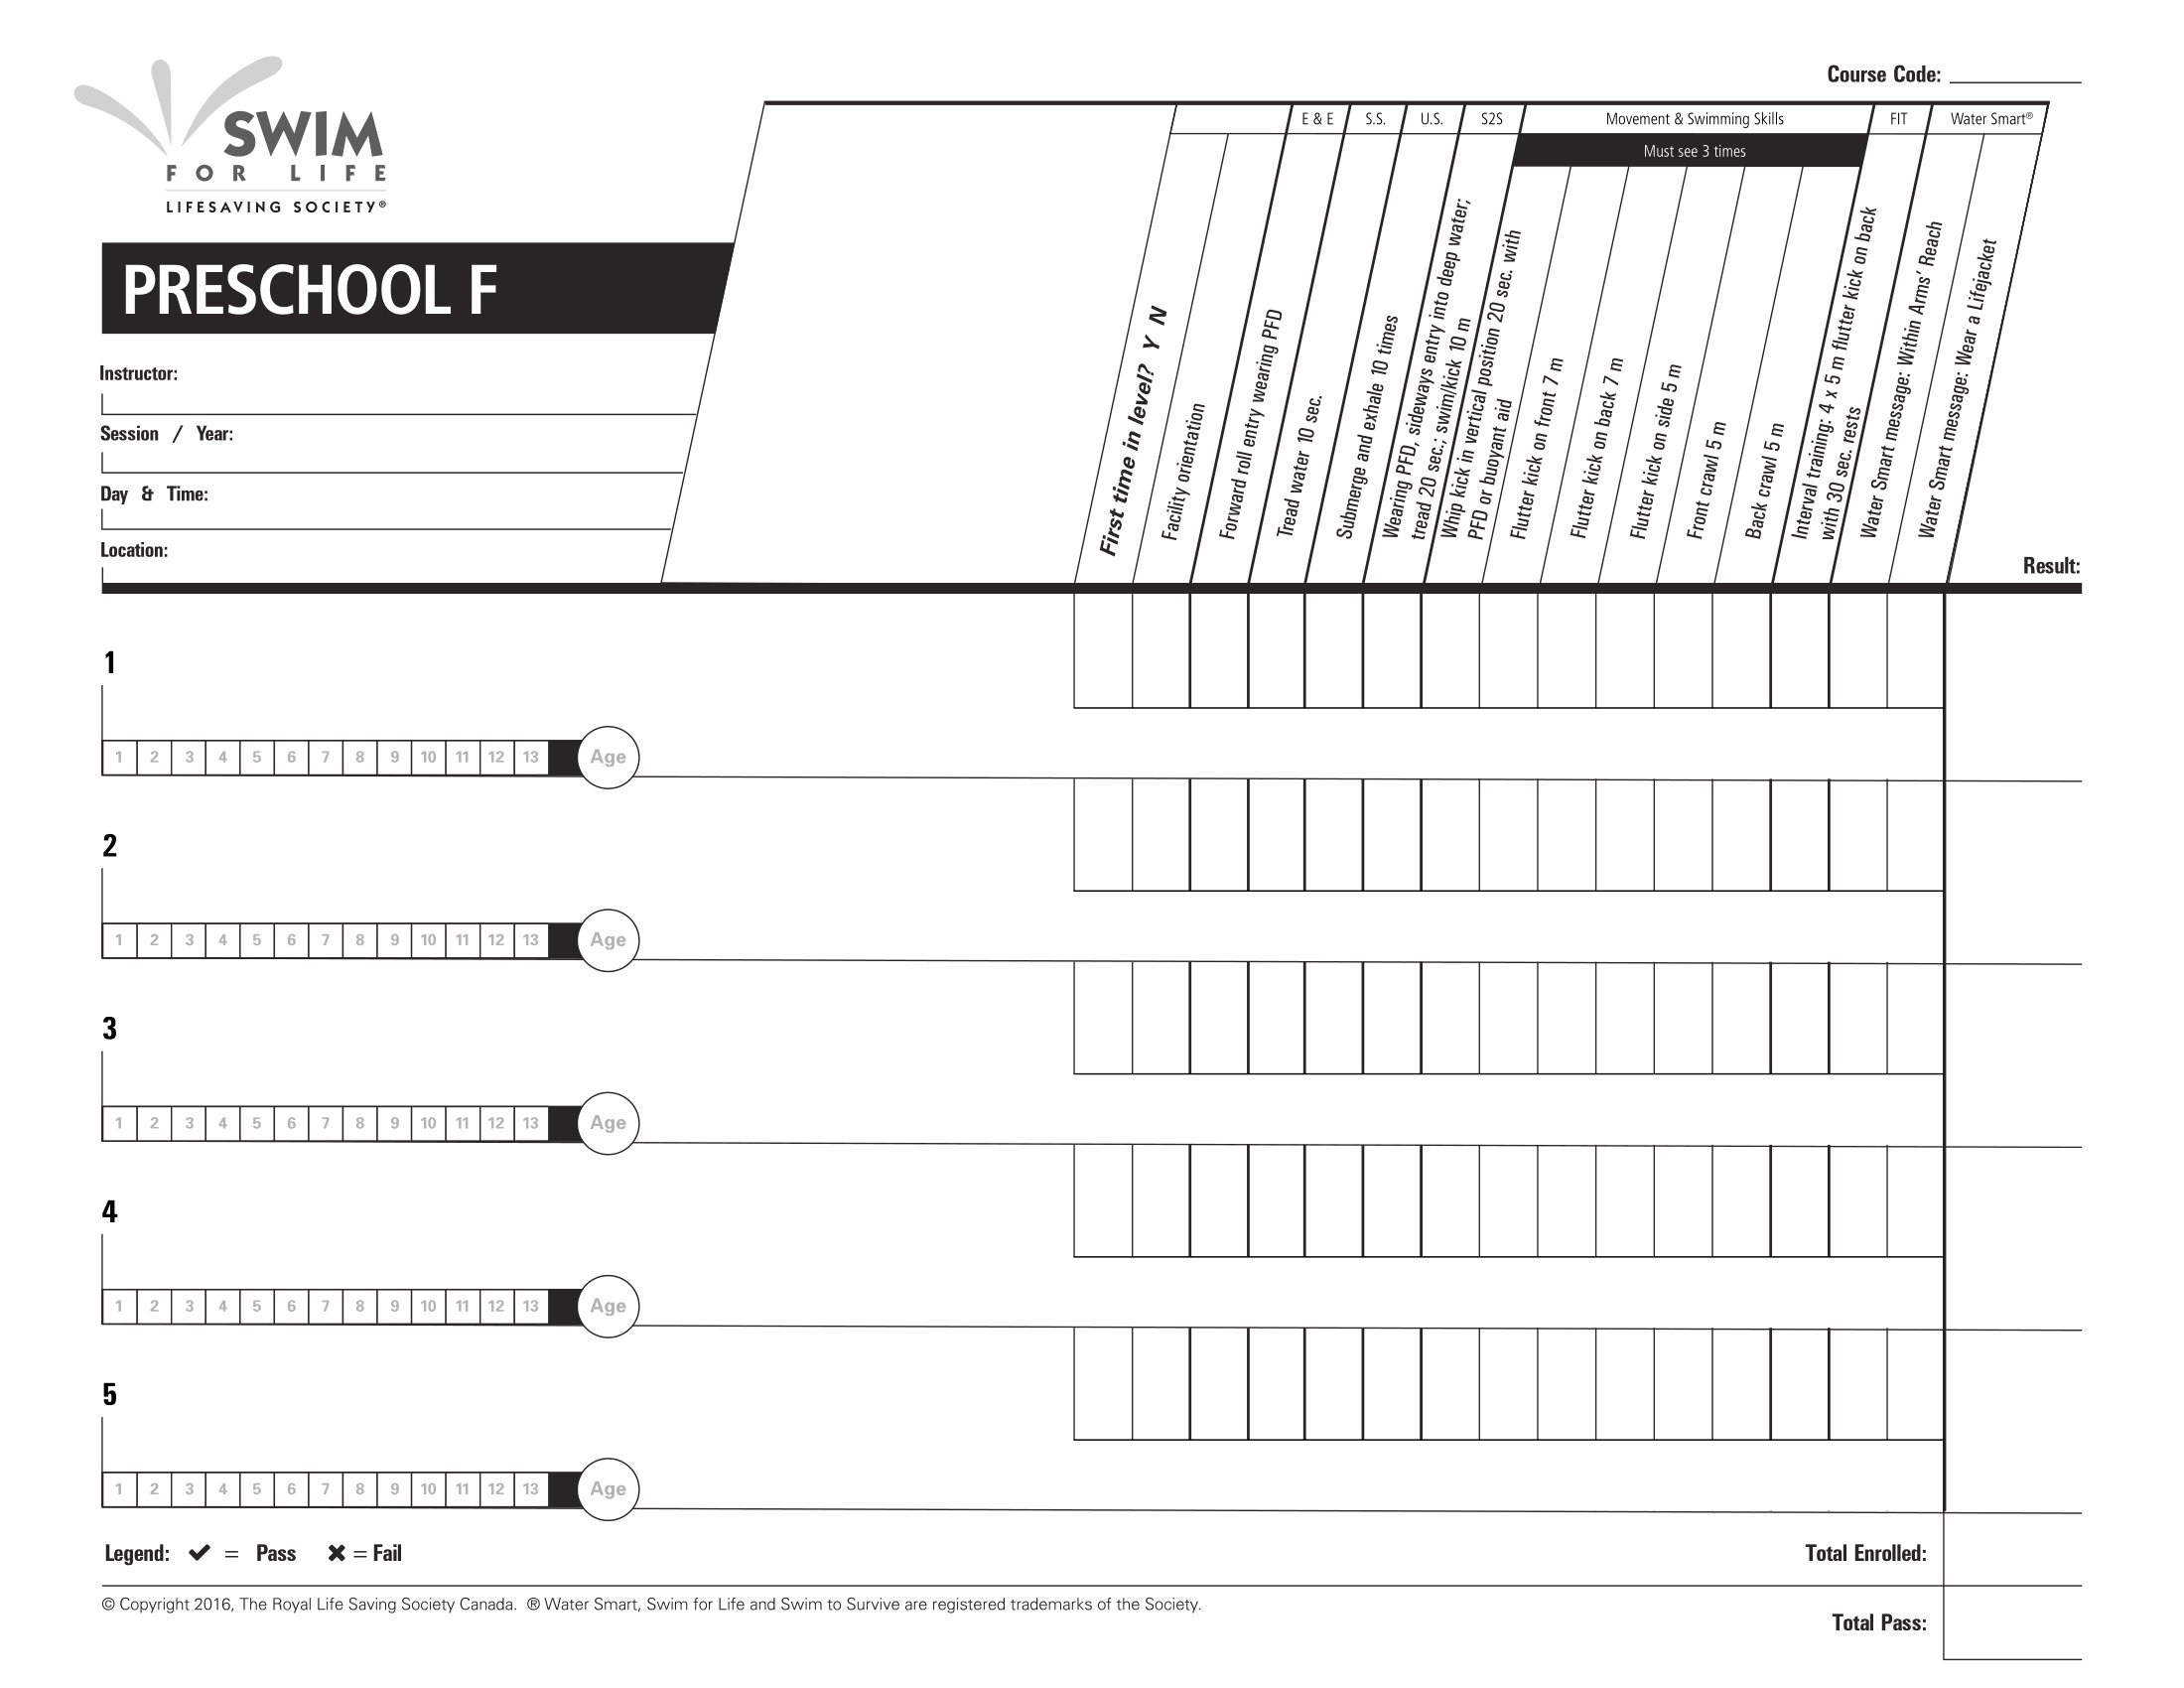 Course Code:
SWIM
FOR LIFE
LIFESAVING SOCIETY®
E & E S.S. U.S. S2S Movement & Swimming Skills FIT Water Smart®
Must see 3 times
PRESCHOOL F
Instructor:
Session / Year:
Day & Time:
Location:
First time in level? Y N
Facility orientation
Forward roll entry wearing PFD
Tread water 10 sec.
Submerge and exhale 10 times
Wearing PFD, sideways entry into deep water;
tread 20 sec.; swim/kick 10 m
Whip kick in vertical position 20 sec. with
PFD or buoyant aid
Flutter kick on front 7 m
Flutter kick on back 7 m
Flutter kick on side 5 m
Front crawl 5 m
Back crawl 5 m
Interval training: 4 x 5 m flutter kick on back
with 30 sec. rests
Water Smart message: Within Arms' Reach
Water Smart message: Wear a Lifejacket
Result:
1
1 2 3 4 5 6 7 8 9 10 11 12 13 Age
2
1 2 3 4 5 6 7 8 9 10 11 12 13 Age
3
1 2 3 4 5 6 7 8 9 10 11 12 13 Age
4
1 2 3 4 5 6 7 8 9 10 11 12 13 Age
5
1 2 3 4 5 6 7 8 9 10 11 12 13 Age
Legend: ✔ = Pass ✖ = Fail
Total Enrolled:
© Copyright 2016, The Royal Life Saving Society Canada. ® Water Smart, Swim for Life and Swim to Survive are registered trademarks of the Society.
Total Pass: